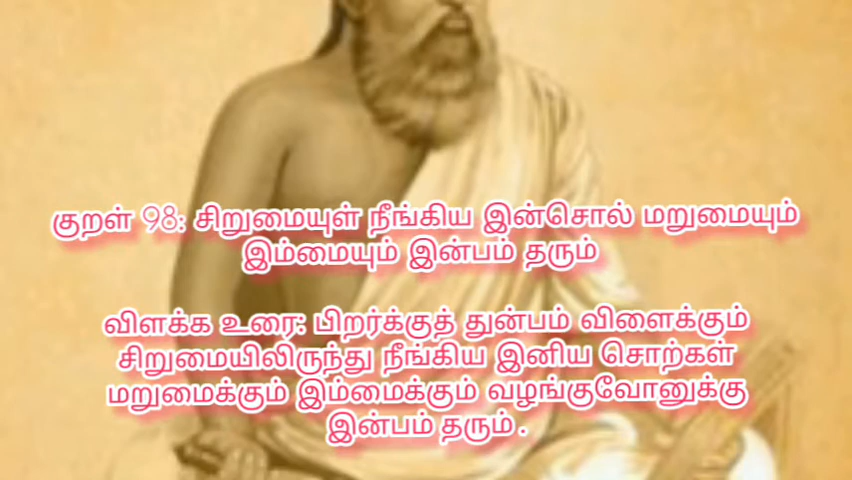 குறள் 98: சிறுமையுள் நீங்கிய இன்சொல் மறுமையும்
இம்மையும் இன்பம் தரும்
விளக்க உரை: பிறர்க்குத் துன்பம் விளைக்கும்
சிறுமையிலிருந்து நீங்கிய இனிய சொற்கள்
மறுமைக்கும் இம்மைக்கும் வழங்குவோனுக்கு
இன்பம் தரும்.